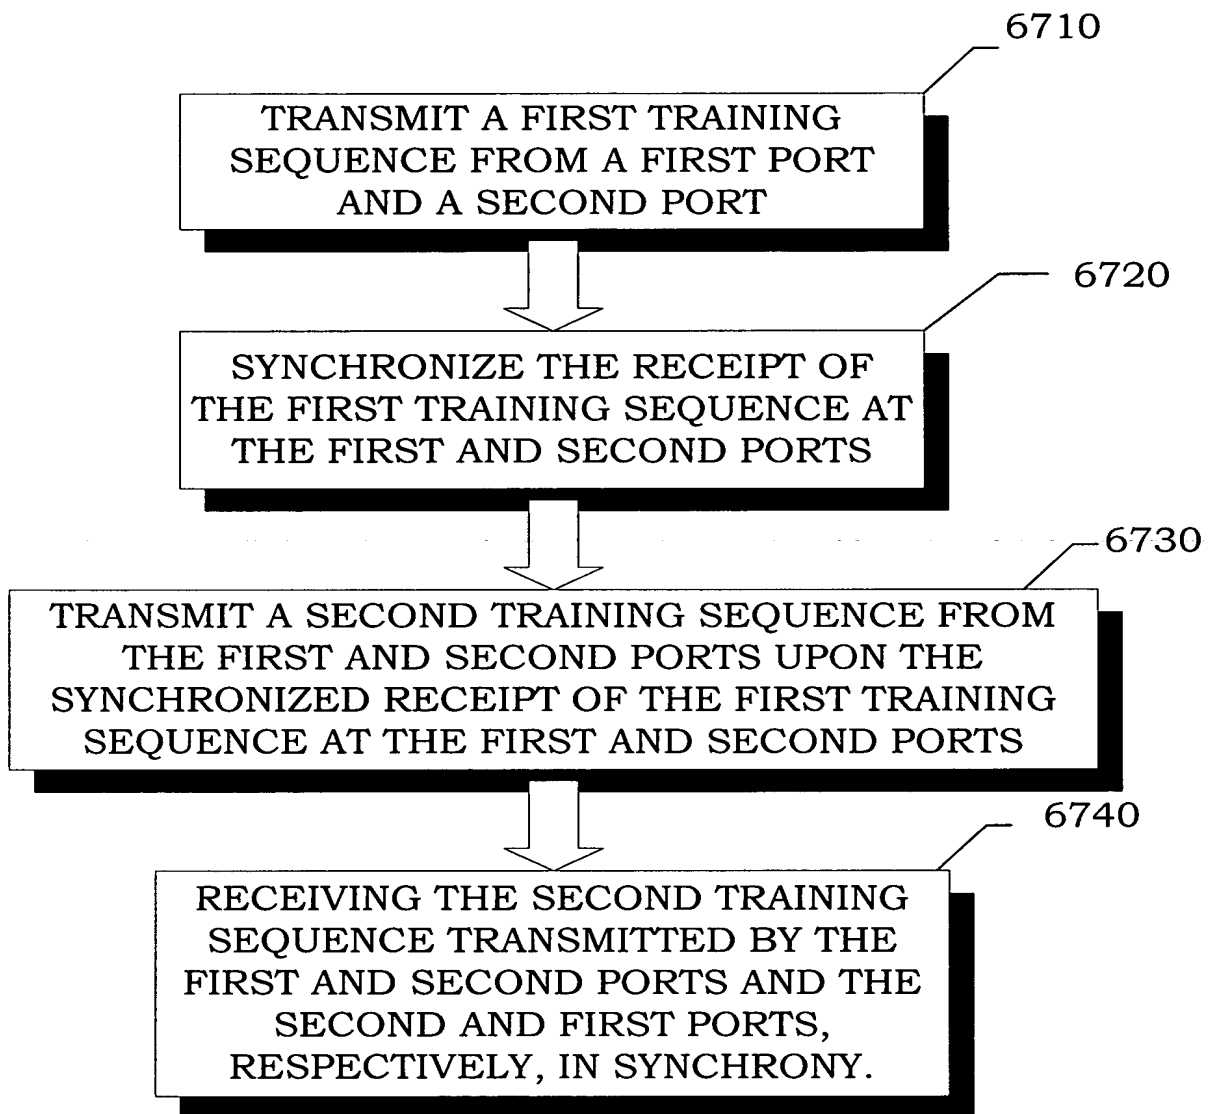 6710
TRANSMIT A FIRST TRAINING
SEQUENCE FROM A FIRST PORT
AND A SECOND PORT
6720
SYNCHRONIZE THE RECEIPT OF
THE FIRST TRAINING SEQUENCE AT
THE FIRST AND SECOND PORTS
6730
TRANSMIT A SECOND TRAINING SEQUENCE FROM
THE FIRST AND SECOND PORTS UPON THE
SYNCHRONIZED RECEIPT OF THE FIRST TRAINING
SEQUENCE AT THE FIRST AND SECOND PORTS
6740
RECEIVING THE SECOND TRAINING
SEQUENCE TRANSMITTED BY THE
FIRST AND SECOND PORTS AND THE
SECOND AND FIRST PORTS,
RESPECTIVELY, IN SYNCHRONY.